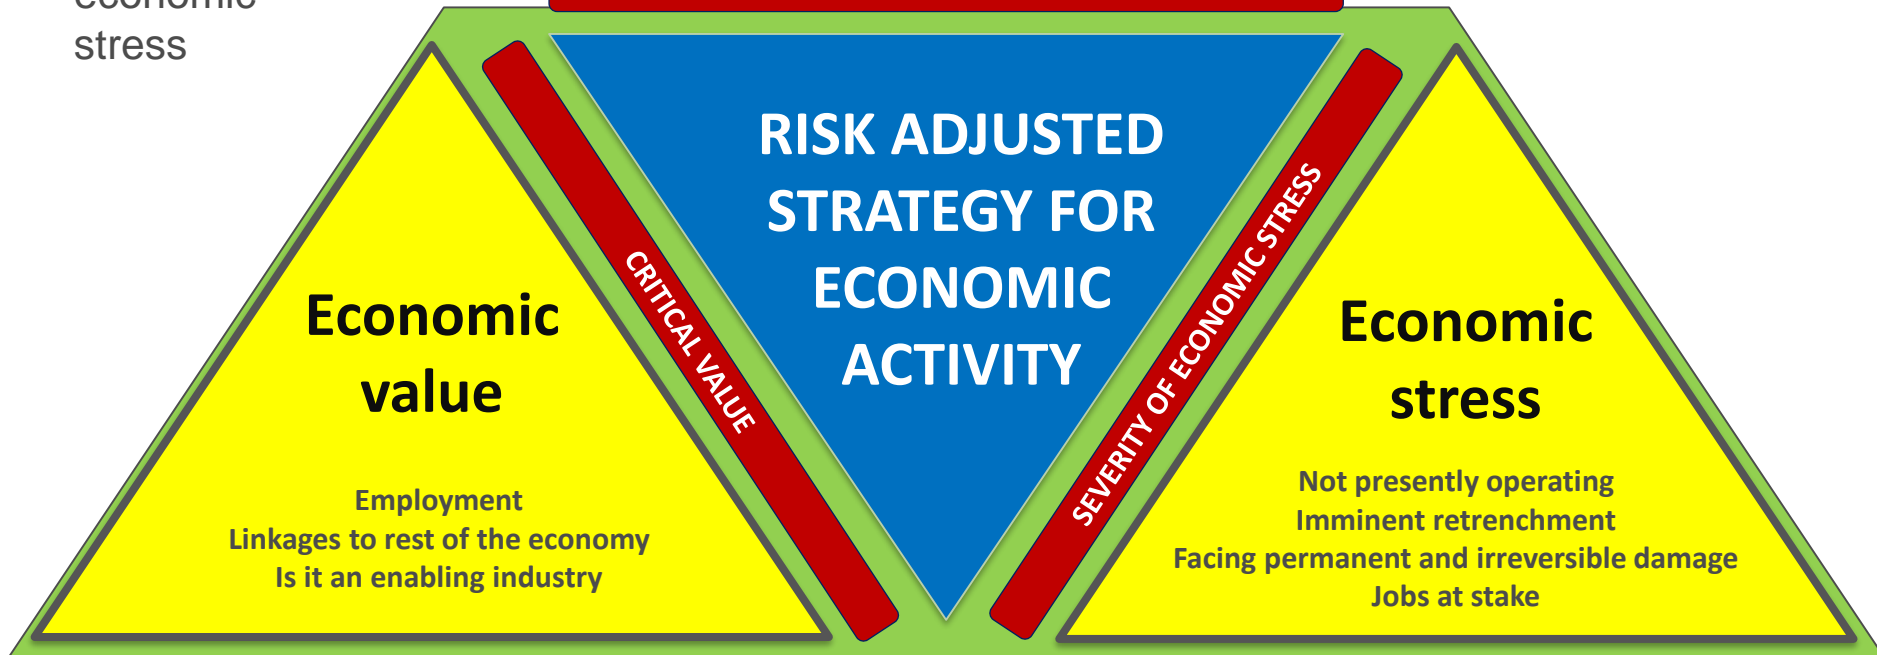 economic
stress
RISK ADJUSTED
STRATEGY FOR
ECONOMIC
ACTIVITY
CRITICAL VALUE
SEVERITY OF ECONOMIC STRESS
Economic
value
Employment
Linkages to rest of the economy
Is it an enabling industry
Economic
stress
Not presently operating
Imminent retrenchment
Facing permanent and irreversible damage
Jobs at stake